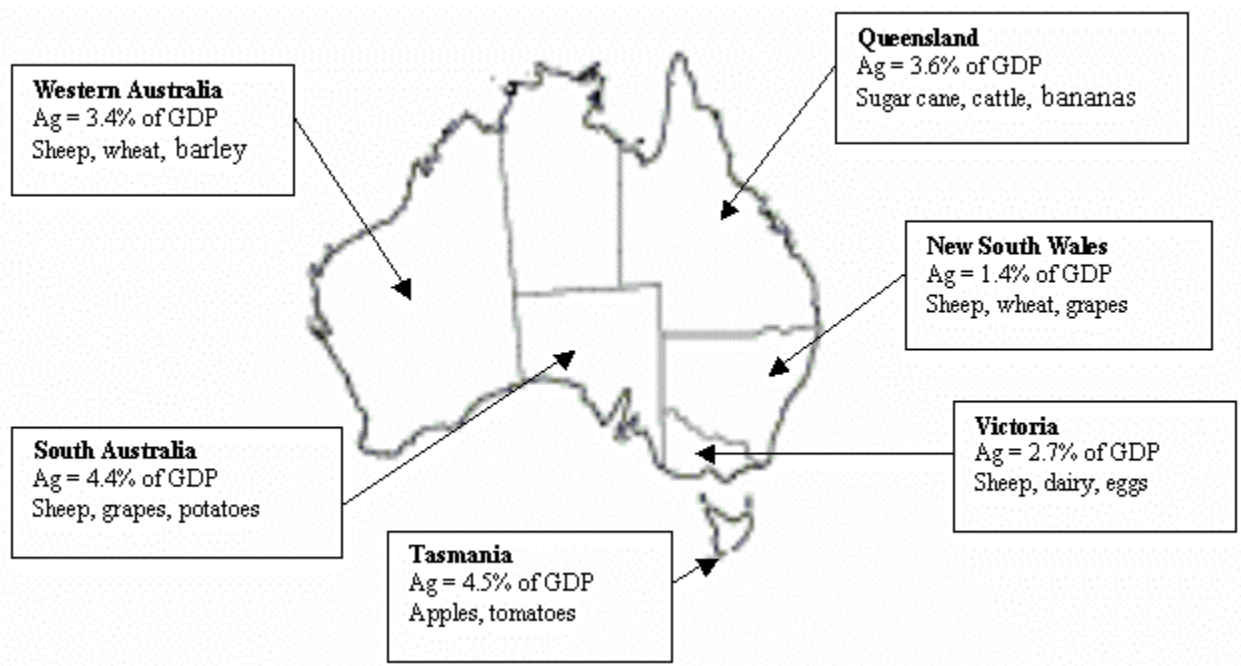 Queensland
Ag = 3.6% of GDP
Sugar cane, cattle, bananas
Western Australia
Ag = 3.4% of GDP
Sheep, wheat, barley
New South Wales
Ag = 1.4% of GDP
Sheep, wheat, grapes
Victoria
Ag = 2.7% of GDP
Sheep, dairy, eggs
South Australia
Ag = 4.4% of GDP
Sheep, grapes, potatoes
Tasmania
Ag = 4.5% of GDP
Apples, tomatoes